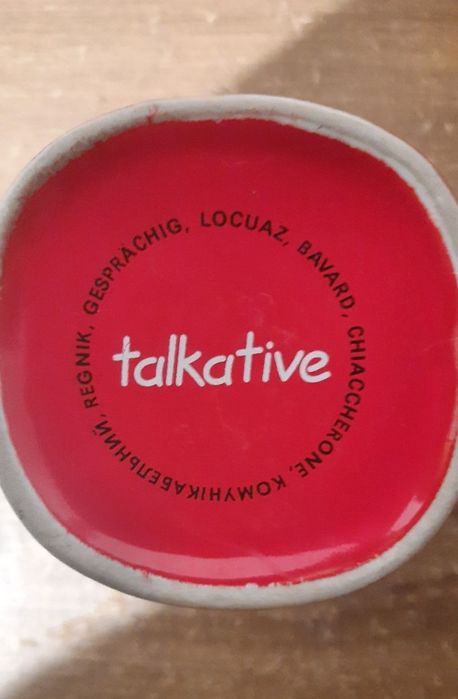 talkative
GESPRÄCHIG, LOCUAZ, BAVARD, CHIACCHERONE, КОМУНІКАБЕЛЬНИЙ, REGNIK,